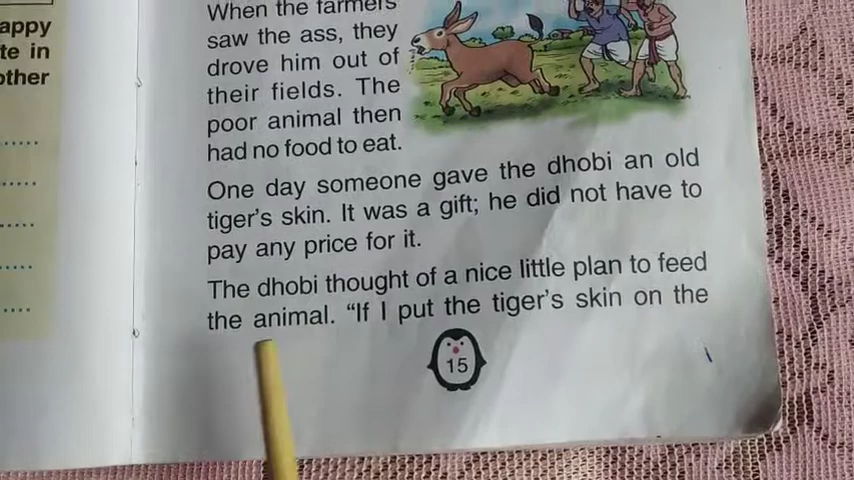 appy
te in
other
When the farmers
saw the ass, they
drove him out of
their fields. The
poor animal then
had no food to eat.
One day someone gave the dhobi an old
tiger's skin. It was a gift; he did not have to
pay any price for it.
The dhobi thought of a nice little plan to feed
the animal. “If I put the tiger's skin on the
15